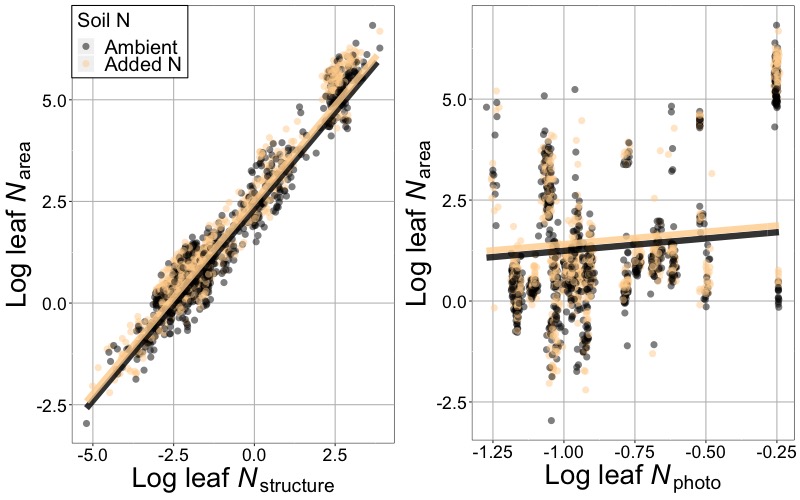 Soil N
Ambient
Added N
Log leaf Narea
5.0
2.5
0.0
-2.5
-5.0 -2.5 0.0 2.5
Log leaf Nstructure
Log leaf Narea
5.0
2.5
0.0
-2.5
-1.25 -1.00 -0.75 -0.50 -0.25
Log leaf Nphoto